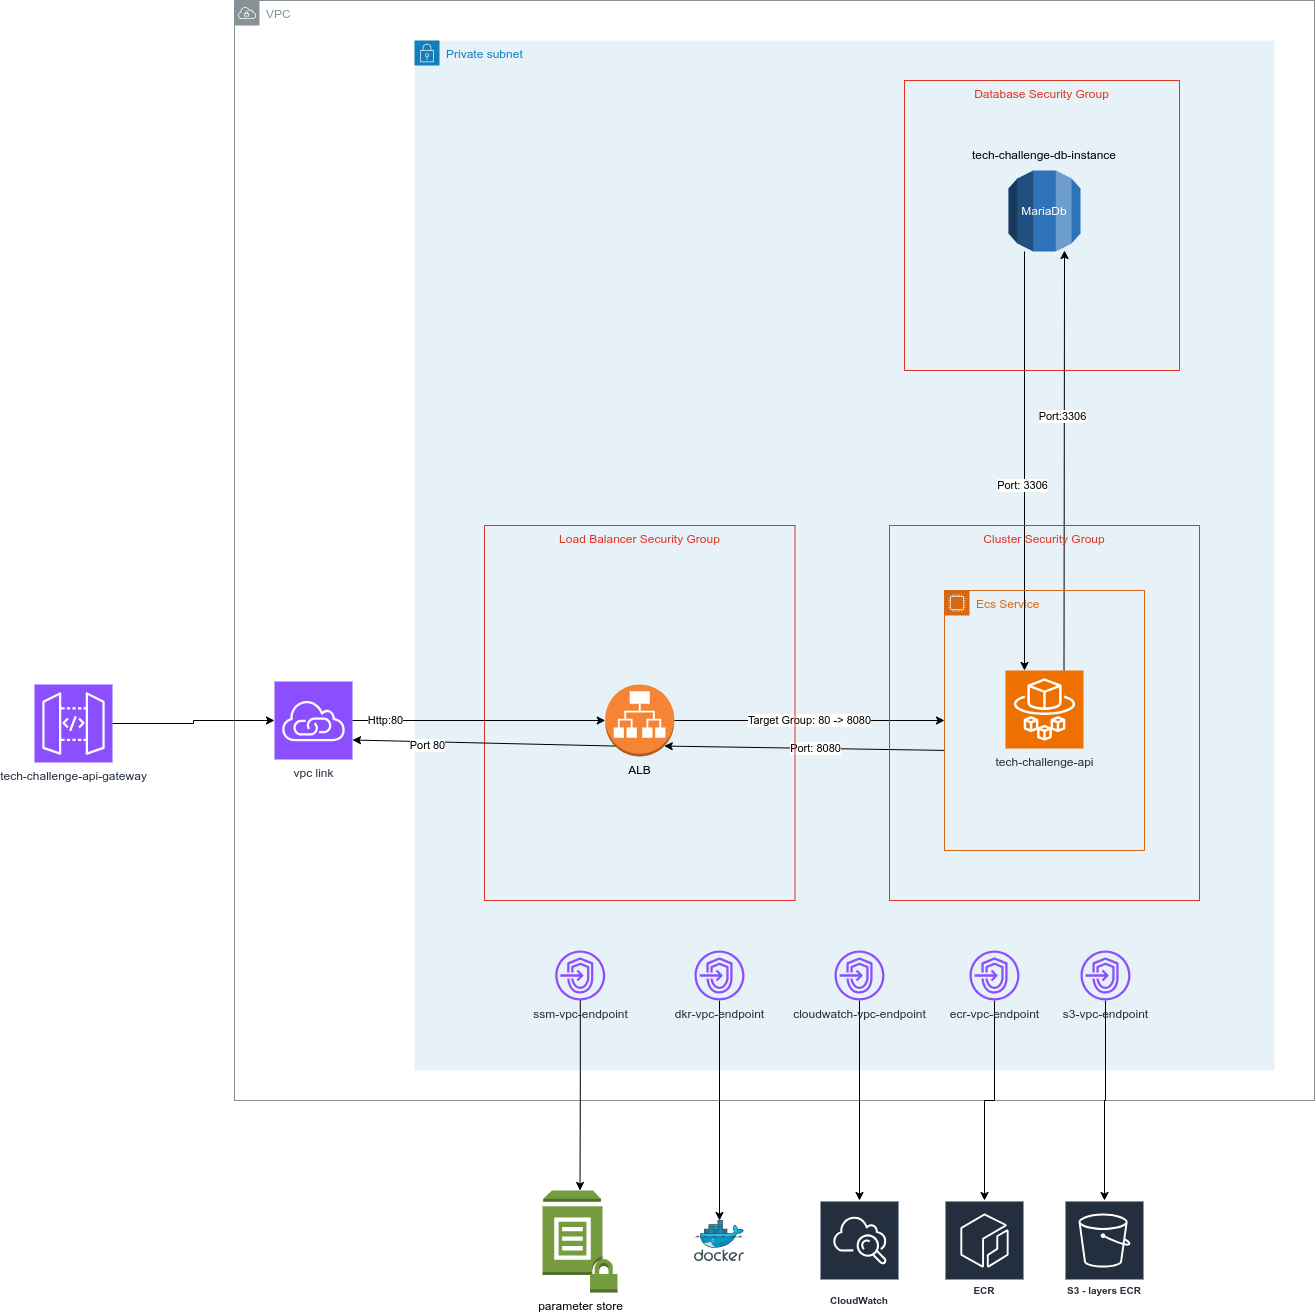 VPC
Private subnet
Database Security Group
tech-challenge-db-instance
MariaDb
Port:3306
Port: 3306
Load Balancer Security Group
Cluster Security Group
Ecs Service
Http:80
Target Group: 80 -> 8080
Port 80
Port: 8080
tech-challenge-api-gateway
vpc link
ALB
tech-challenge-api
ssm-vpc-endpoint
dkr-vpc-endpoint
cloudwatch-vpc-endpoint
ecr-vpc-endpoint
s3-vpc-endpoint
docker
parameter store
CloudWatch
ECR
S3 - layers ECR